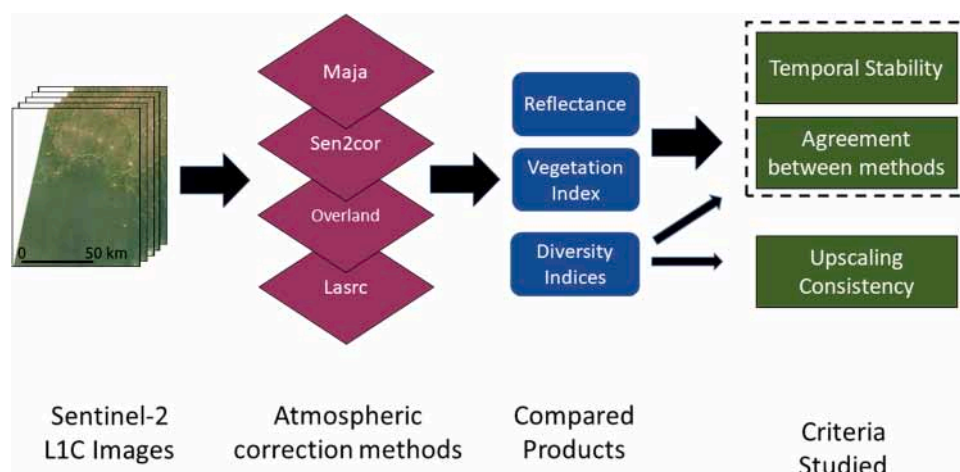 Maja
Sen2cor
Overland
Lasrc
0 50 km
Reflectance
Vegetation
Index
Diversity
Indices
Temporal Stability
Agreement
between methods
Upscaling
Consistency
Sentinel-2
L1C Images
Atmospheric
correction methods
Compared
Products
Criteria
Studied